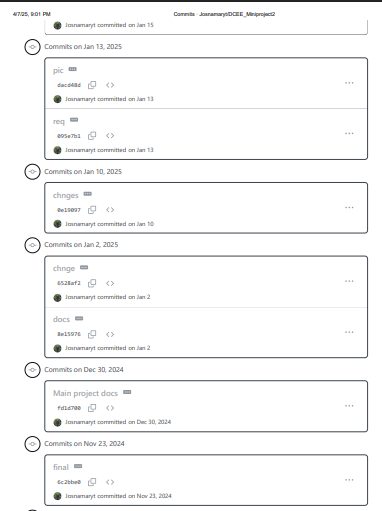 4/7/25, 9:01 PM Commits · Josnamaryt/DCEE_Miniproject2
Josnamaryt committed on Jan 15
Commits on Jan 13, 2025
pic
dacd48d
Josnamaryt committed on Jan 13
req
095e7b1
Josnamaryt committed on Jan 13
Commits on Jan 10, 2025
chnges
0e19097
Josnamaryt committed on Jan 10
Commits on Jan 2, 2025
chnge
6528af2
Josnamaryt committed on Jan 2
docs
8e15976
Josnamaryt committed on Jan 2
Commits on Dec 30, 2024
Main project docs
fd1d700
Josnamaryt committed on Dec 30, 2024
Commits on Nov 23, 2024
final
6c2bbe0
Josnamaryt committed on Nov 23, 2024